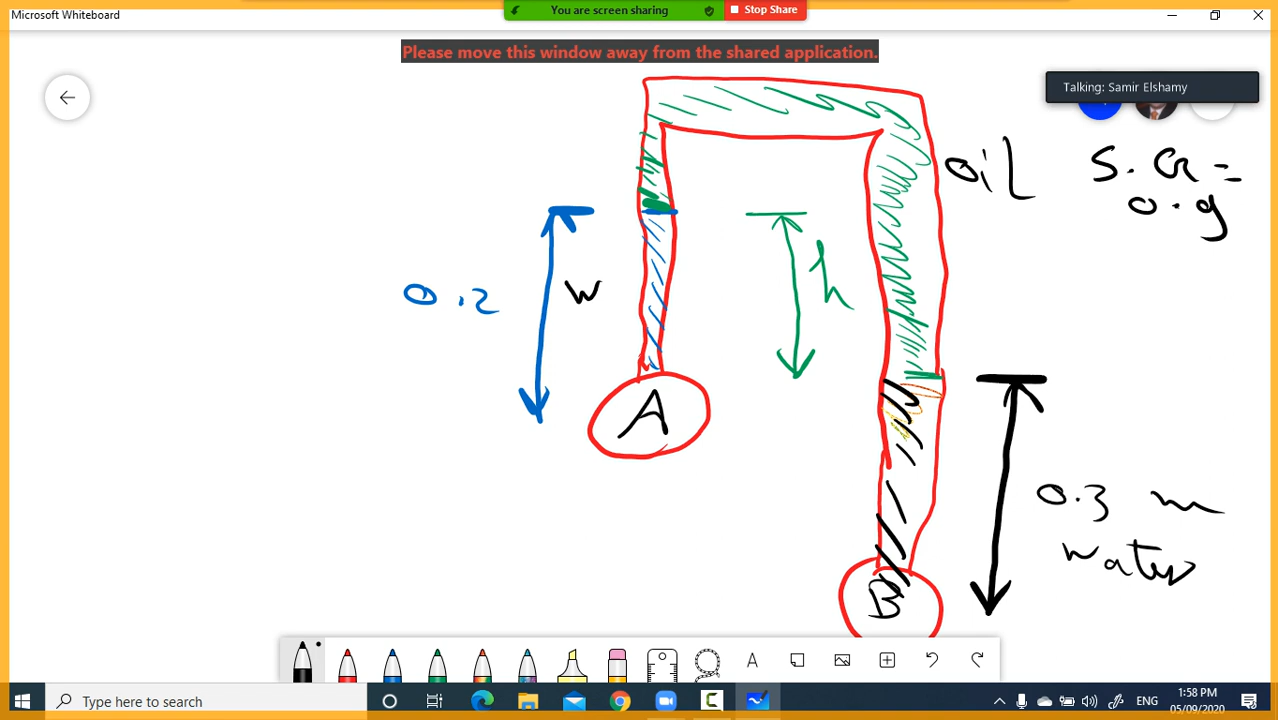 Microsoft Whiteboard
You are screen sharing
Stop Share
Please move this window away from the shared application.
Talking: Samir Elshamy
oil S.G =
0.9
0.2
w
h
A
0.3 m
water
B
A
Type here to search
C
ENG
1:58 PM
05/09/2020